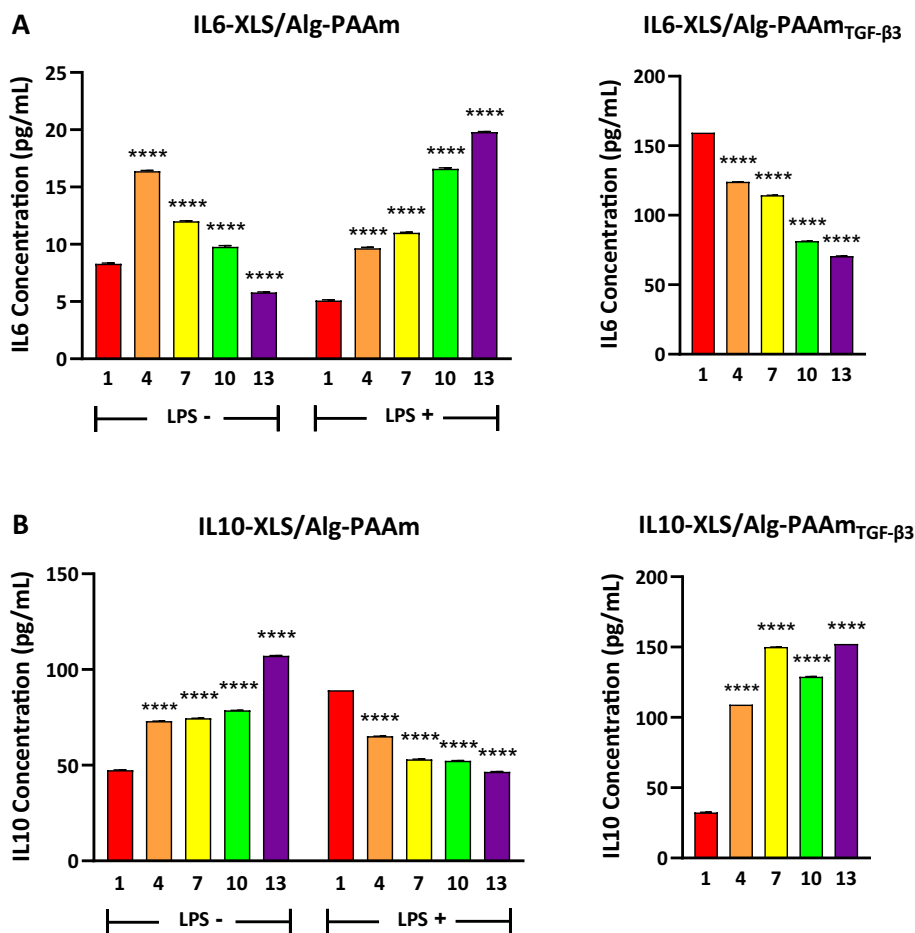 A
IL6-XLS/Alg-PAAm
IL6 Concentration (pg/mL)
25
20
15
10
5
0
****
****
****
****
****
****
****
****
1 4 7 10 13 1 4 7 10 13
LPS - LPS +
IL6-XLS/Alg-PAAmTGF-β3
IL6 Concentration (pg/mL)
200
150
100
50
0
****
****
****
****
1 4 7 10 13
B
IL10-XLS/Alg-PAAm
IL10 Concentration (pg/mL)
150
100
50
0
****
****
****
****
****
****
****
****
1 4 7 10 13 1 4 7 10 13
LPS - LPS +
IL10-XLS/Alg-PAAmTGF-β3
IL10 Concentration (pg/mL)
200
150
100
50
0
****
****
****
****
1 4 7 10 13